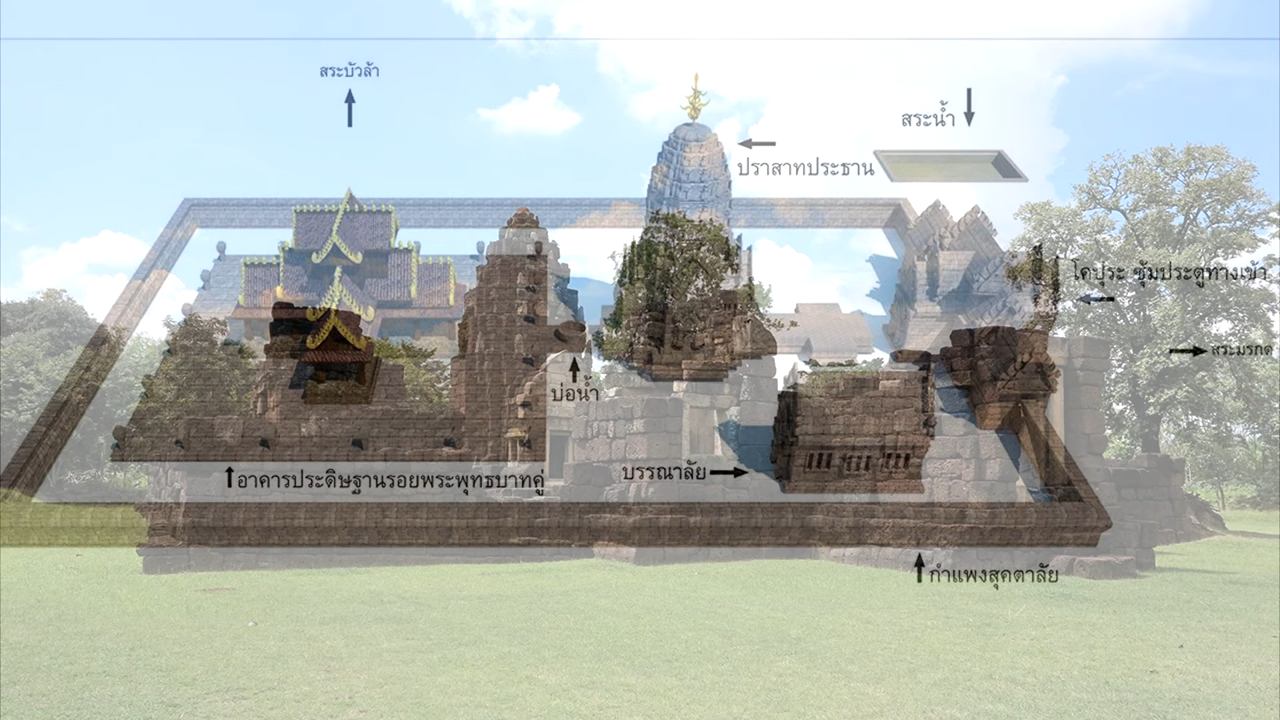 สระบัวล้า
สระน้ำ
ปราสาทประธาน
โคปุระ ซุ้มประตูทางเข้า
สระมรกต
บ่อน้ำ
บรรณาลัย
อาคารประดิษฐานรอยพระพุทธบาทคู่
กำแพงสุคตาลัย